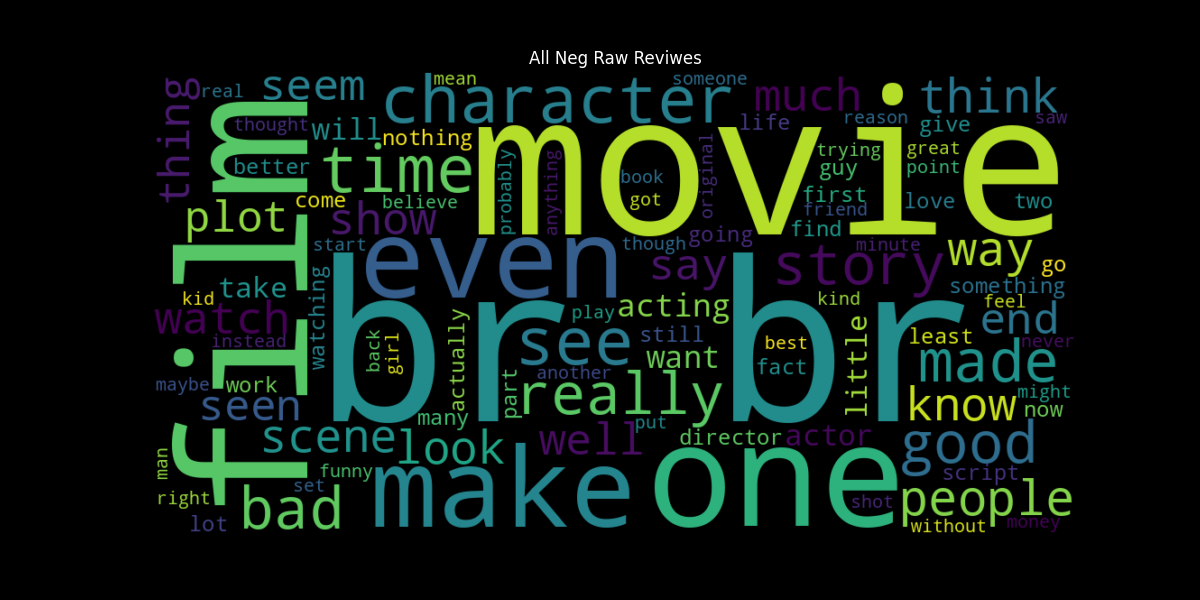 All Neg Raw Reviwes
thing
real
seem
mean
character
someone
much
think
film
thought
will
nothing
movie
life
reason
give
saw
better
time
probably
anything
book
got
original
trying
guy
great
point
come
believe
first
friend
love
two
plot
show
find
start
even
though
going
minute
way
say
story
go
something
kid
take
watching
br br
play
acting
kind
feel
end
watch
instead
back
girl
actually
see
still
want
best
fact
little
least
never
made
maybe
work
seen
part
another
really
many
put
know
might
now
scene
look
well
director
actor
good
man
funny
make
one
script
right
set
bad
lot
shot
people
without
money